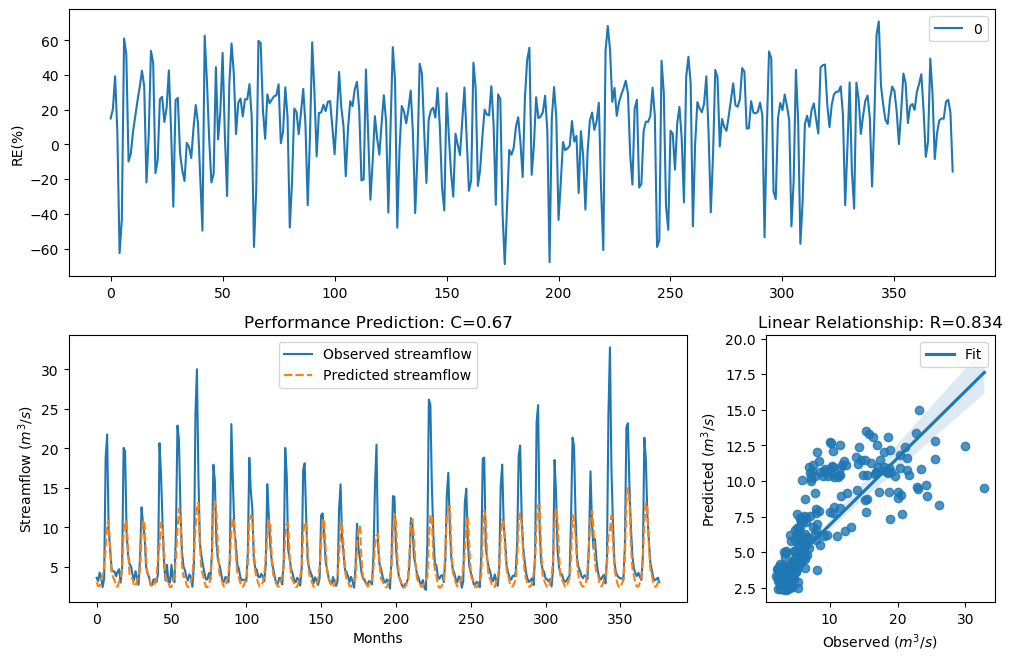 RE(%)
60
40
20
0
−20
−40
−60
0
0 50 100 150 200 250 300 350
Performance Prediction: C=0.67
Streamflow (m³/s)
30
25
20
15
10
5
Observed streamflow
Predicted streamflow
0 50 100 150 200 250 300 350
Months
Linear Relationship: R=0.834
Predicted (m³/s)
20.0
17.5
15.0
12.5
10.0
7.5
5.0
2.5
Fit
10 20 30
Observed (m³/s)